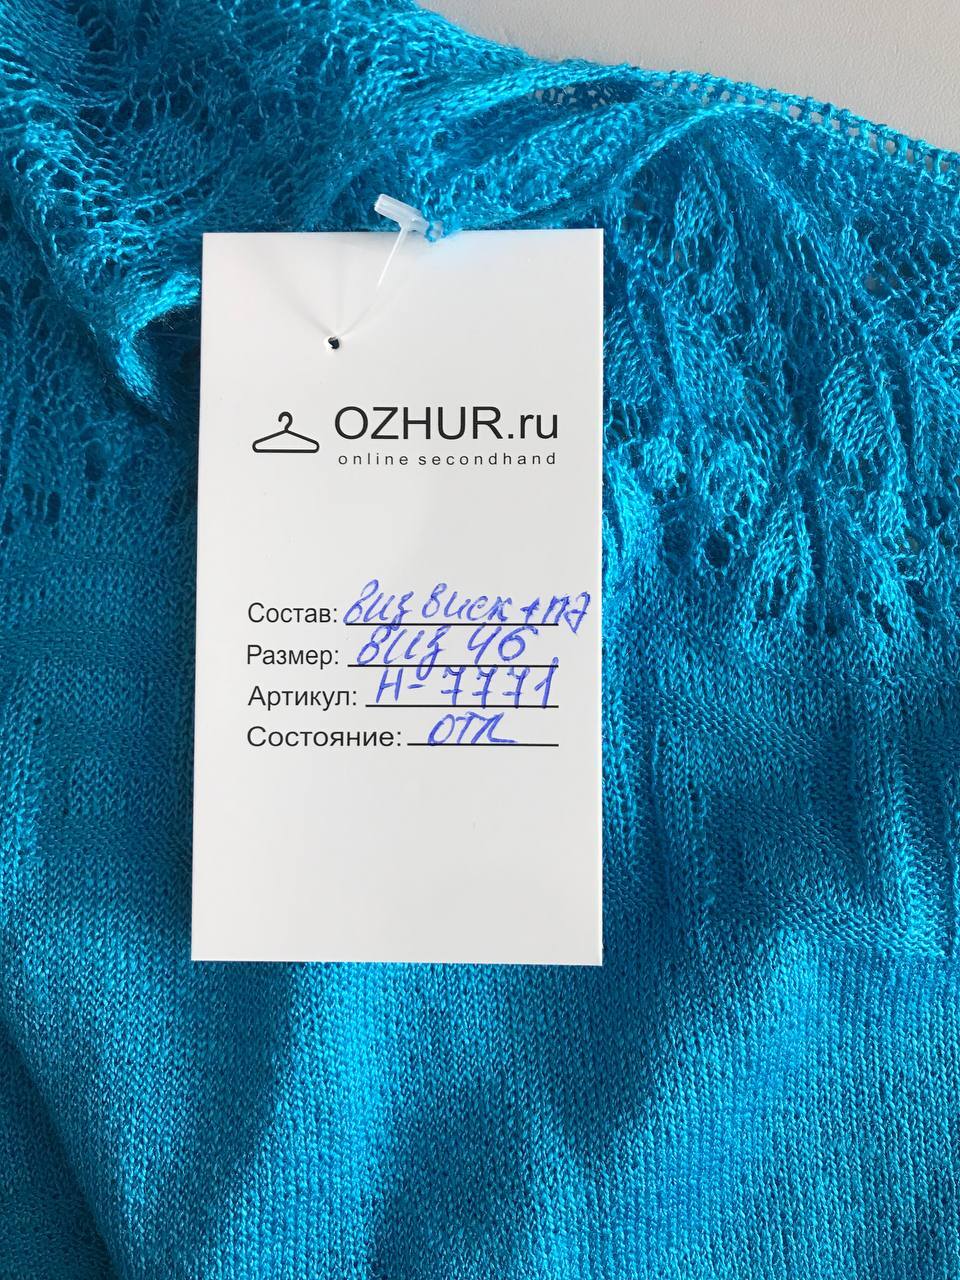 OZHUR.ru
online secondhand
Состав: виз виск + пэ
Размер: виз 46
Артикул: Н-7771
Состояние: отл